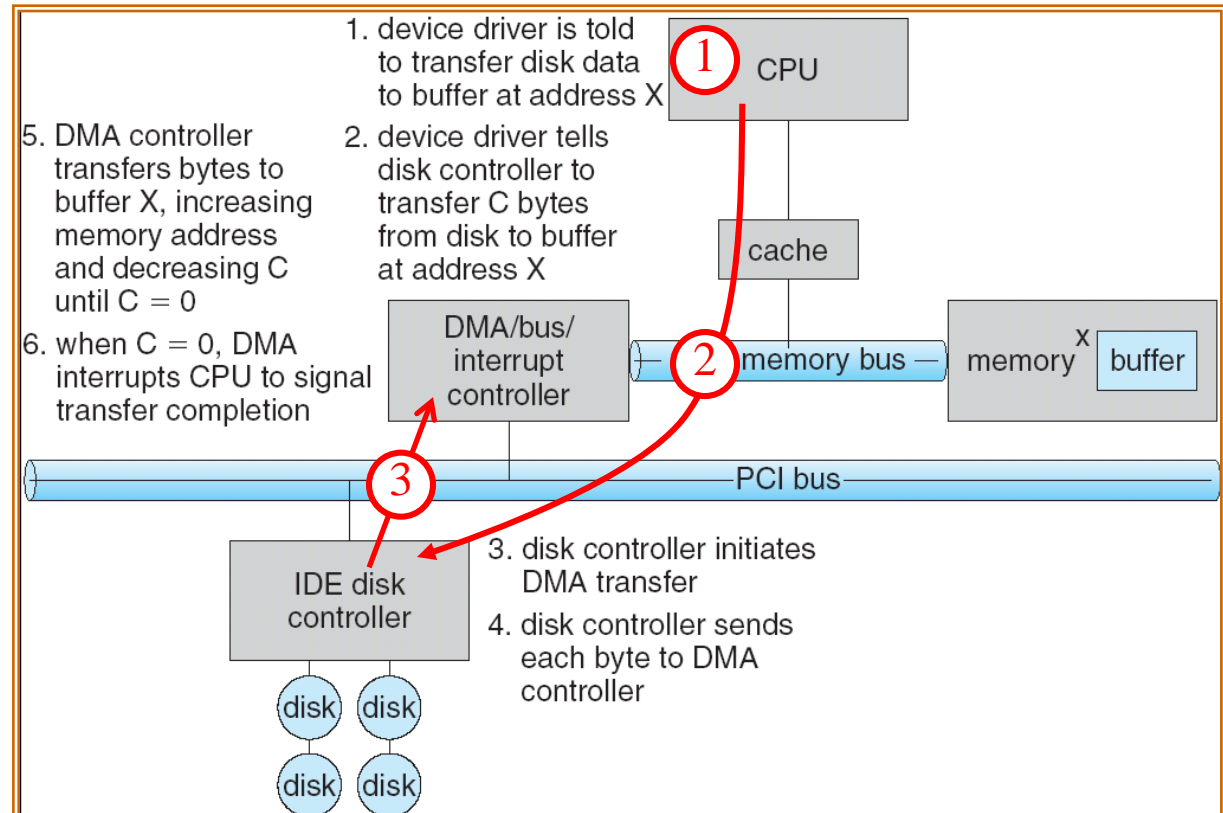 1. device driver is told
to transfer disk data
to buffer at address X
2. device driver tells
disk controller to
transfer C bytes
from disk to buffer
at address X
5. DMA controller
transfers bytes to
buffer X, increasing
memory address
and decreasing C
until C = 0
6. when C = 0, DMA
interrupts CPU to signal
transfer completion
1
CPU
cache
DMA/bus/
interrupt
controller
2
memory bus
memory
x
buffer
3
PCI bus
IDE disk
controller
3. disk controller initiates
DMA transfer
4. disk controller sends
each byte to DMA
controller
disk
disk
disk
disk